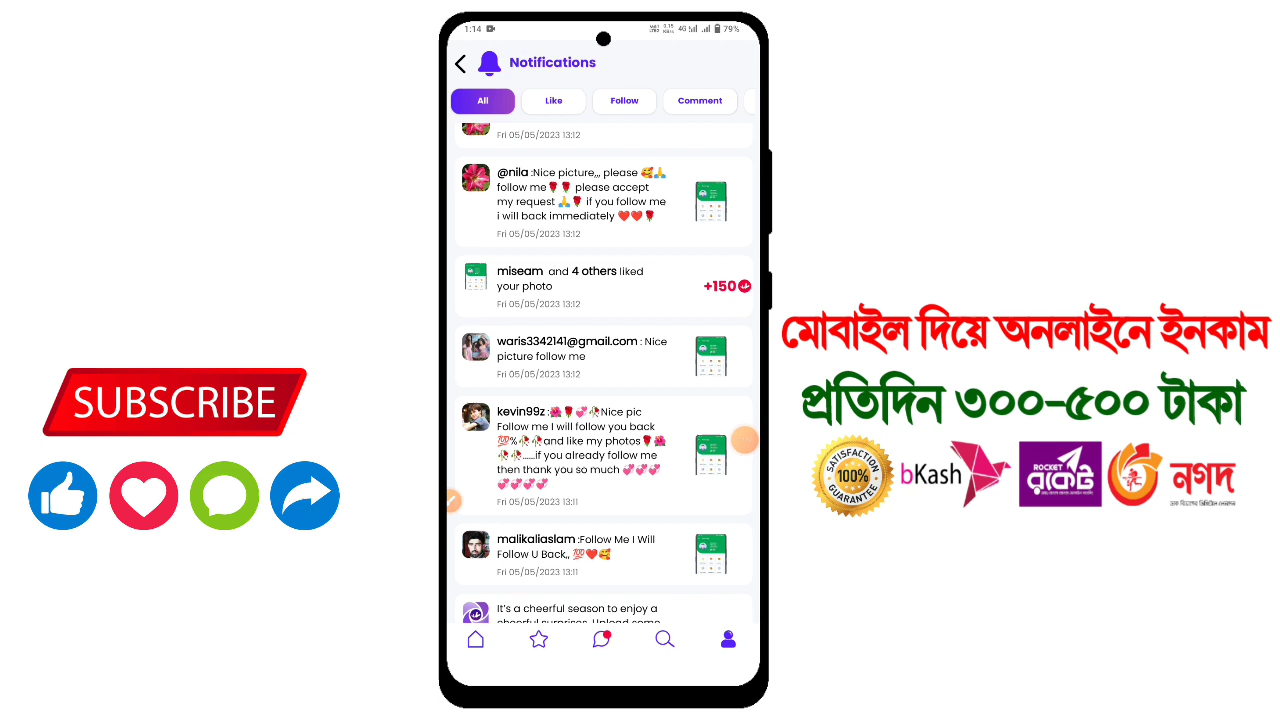 1:14
4G
79%
Notifications
All
Like
Follow
Comment
Fri 05/05/2023 13:12
@nila :Nice picture,,, please 🥰🙏
follow me🌹🌹 please accept
my request 🙏🌹 if you follow me
i will back immediately ❤️❤️🌹
Fri 05/05/2023 13:12
miseam and 4 others liked
your photo
+150
Fri 05/05/2023 13:12
waris3342141@gmail.com : Nice
picture follow me
Fri 05/05/2023 13:12
kevin99z :🌺🌹💞🥀Nice pic
Follow me I will follow you back
💯%🥀🥀and like my photos🌹🌺
🥀🥀......if you already follow me
then thank you so much 💞💞💞
💞💞💞💞💞
Fri 05/05/2023 13:11
malikaliaslam :Follow Me I Will
Follow U Back,, 💯❤️🥰
Fri 05/05/2023 13:11
It's a cheerful season to enjoy a
cheerful surprises. Upload some
SUBSCRIBE
মোবাইল দিয়ে অনলাইনে ইনকাম
প্রতিদিন ৩০০-৫০০ টাকা
SATISFACTION
100%
GUARANTEE
bKash
ROCKET
রকেট
নগদ